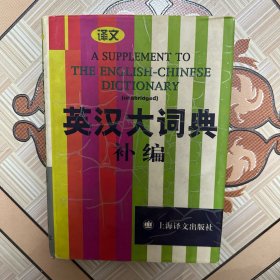 译文
A SUPPLEMENT TO
THE ENGLISH-CHINESE
DICTIONARY
(unabridged)
英汉大词典
补编
上海译文出版社